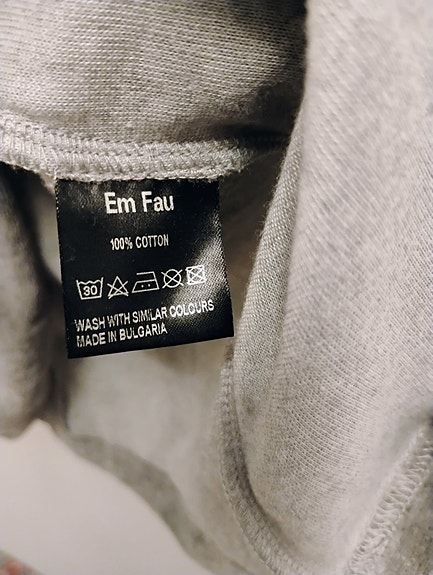 Em Fau
100% COTTON
30
WASH WITH SIMILAR COLOURS
MADE IN BULGARIA